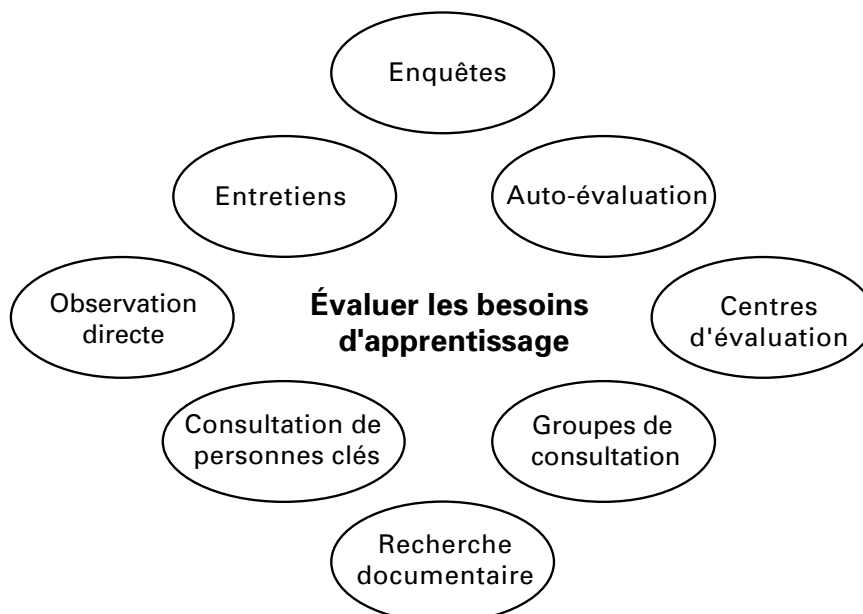 Enquêtes
Entretiens
Auto-évaluation
Observation
directe
Évaluer les besoins
d'apprentissage
Centres
d'évaluation
Consultation de
personnes clés
Groupes de
consultation
Recherche
documentaire